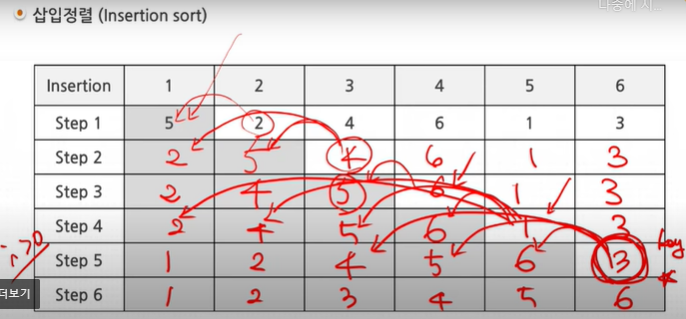 나중에 시
삽입정렬 (Insertion sort)
Insertion 1 2 3 4 5 6
Step 1 5 2 4 6 1 3
Step 2 2 5 4 6 1 3
Step 3 2 4 5 6 1 3
Step 4 2 4 5 6 1 3
>0
Step 5 1 2 4 5 6 3 key
더보기
Step 6 1 2 3 4 5 6